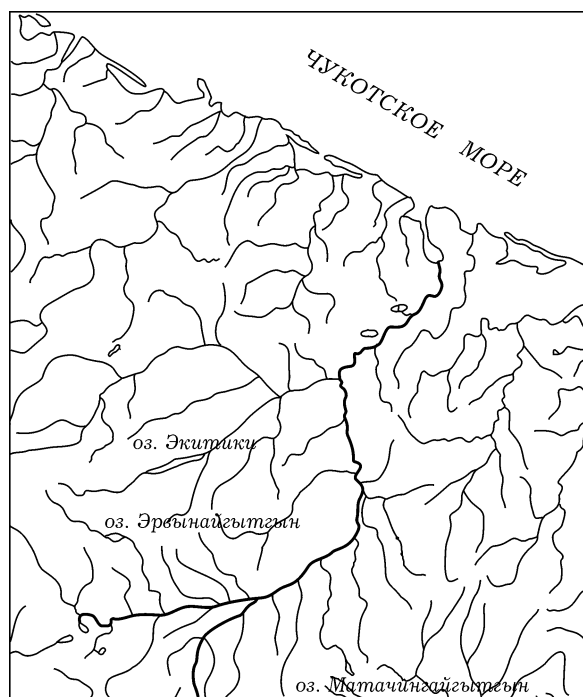 ЧУКОТСКОЕ МОРЕ
оз. Экитики
оз. Эрвынайгытгын
оз. Матачингайгытгын